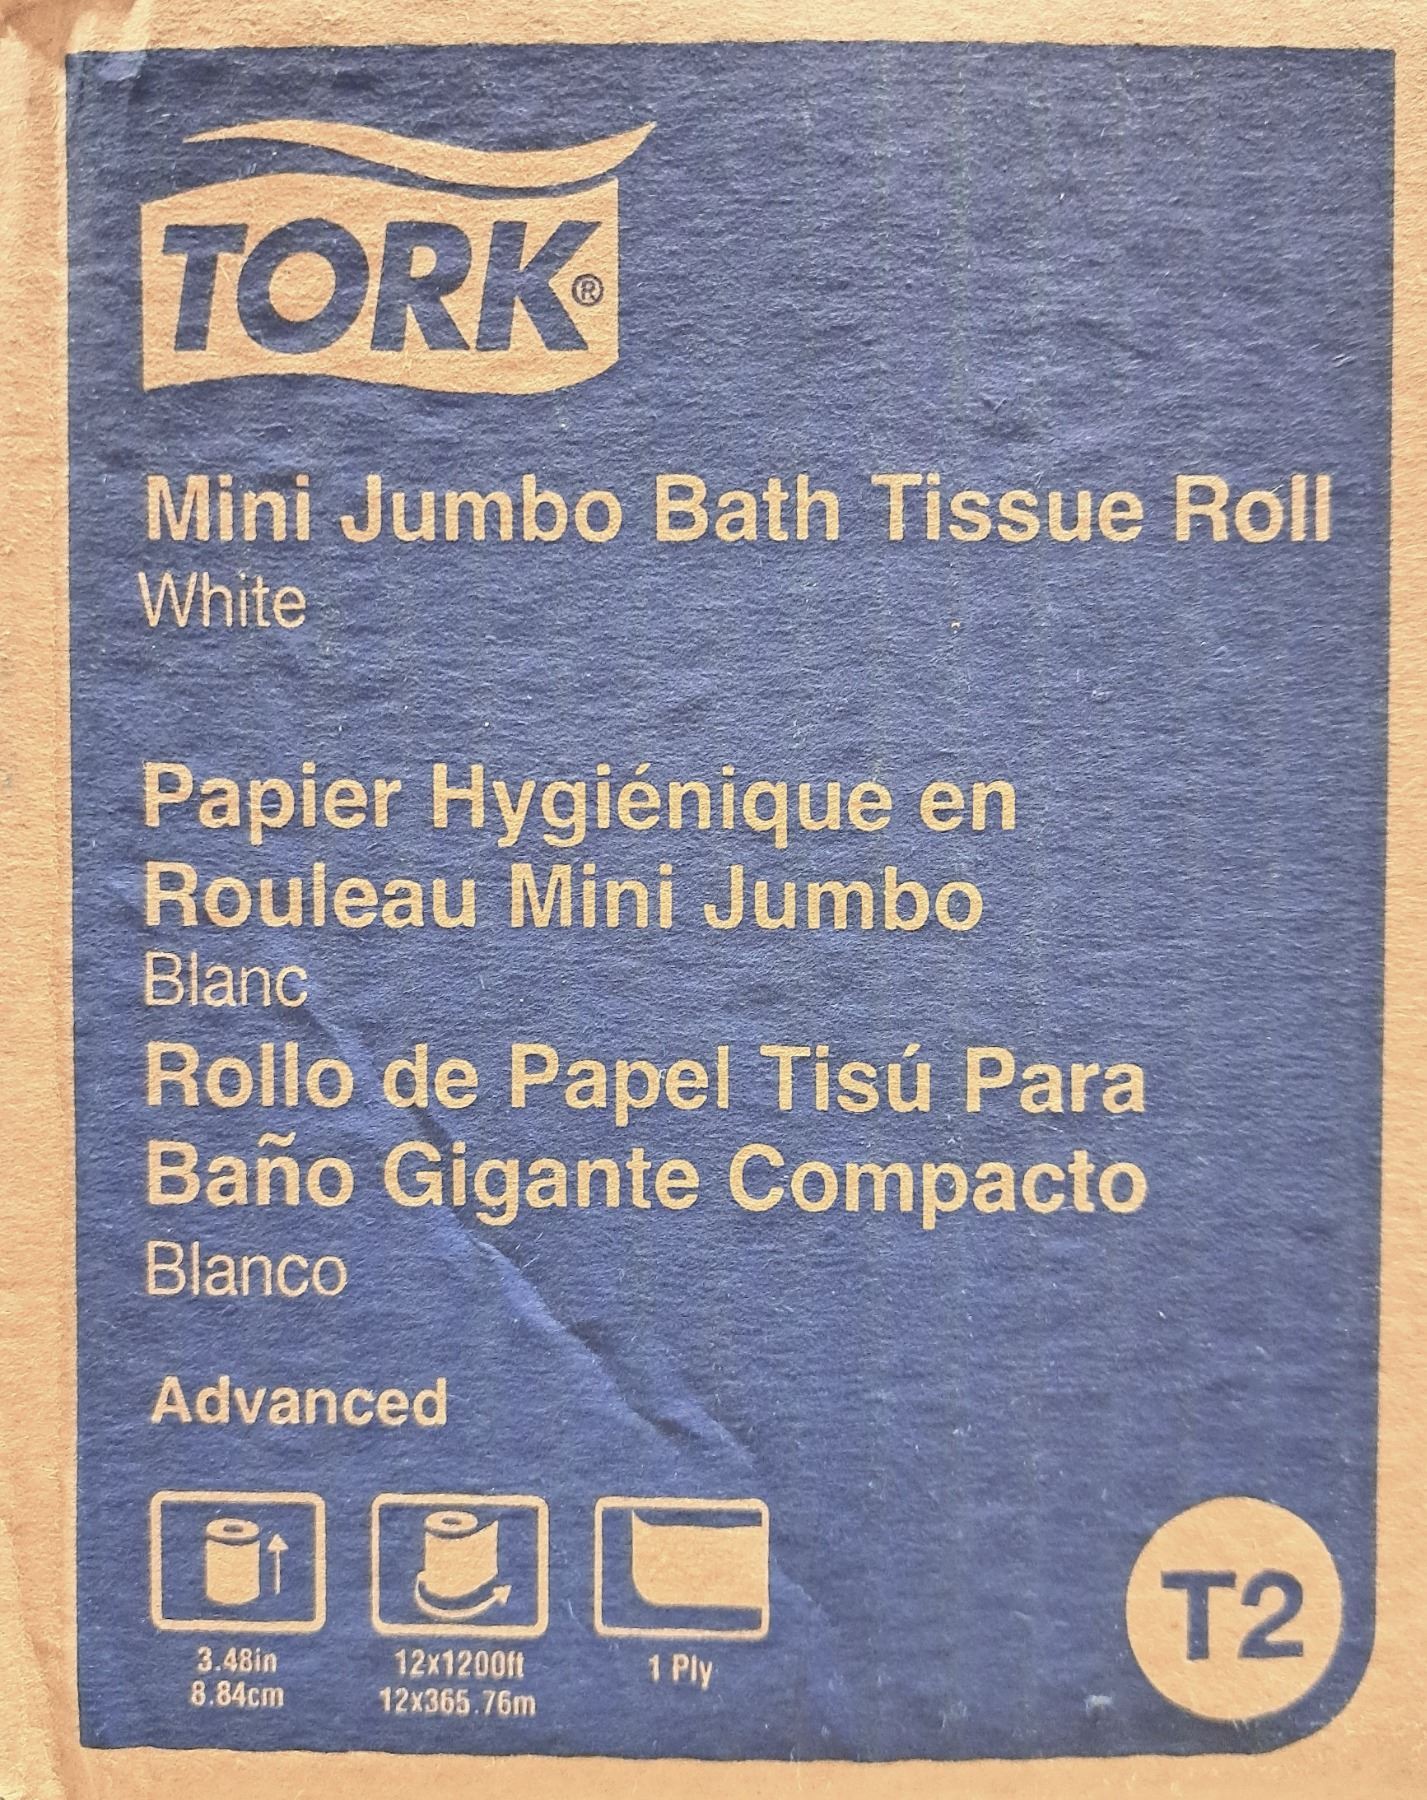 TORK®
Mini Jumbo Bath Tissue Roll
White
Papier Hygiénique en
Rouleau Mini Jumbo
Blanc
Rollo de Papel Tisú Para
Baño Gigante Compacto
Blanco
Advanced
3.48in
8.84cm
12x1200ft
12x365.76m
1 Ply
T2